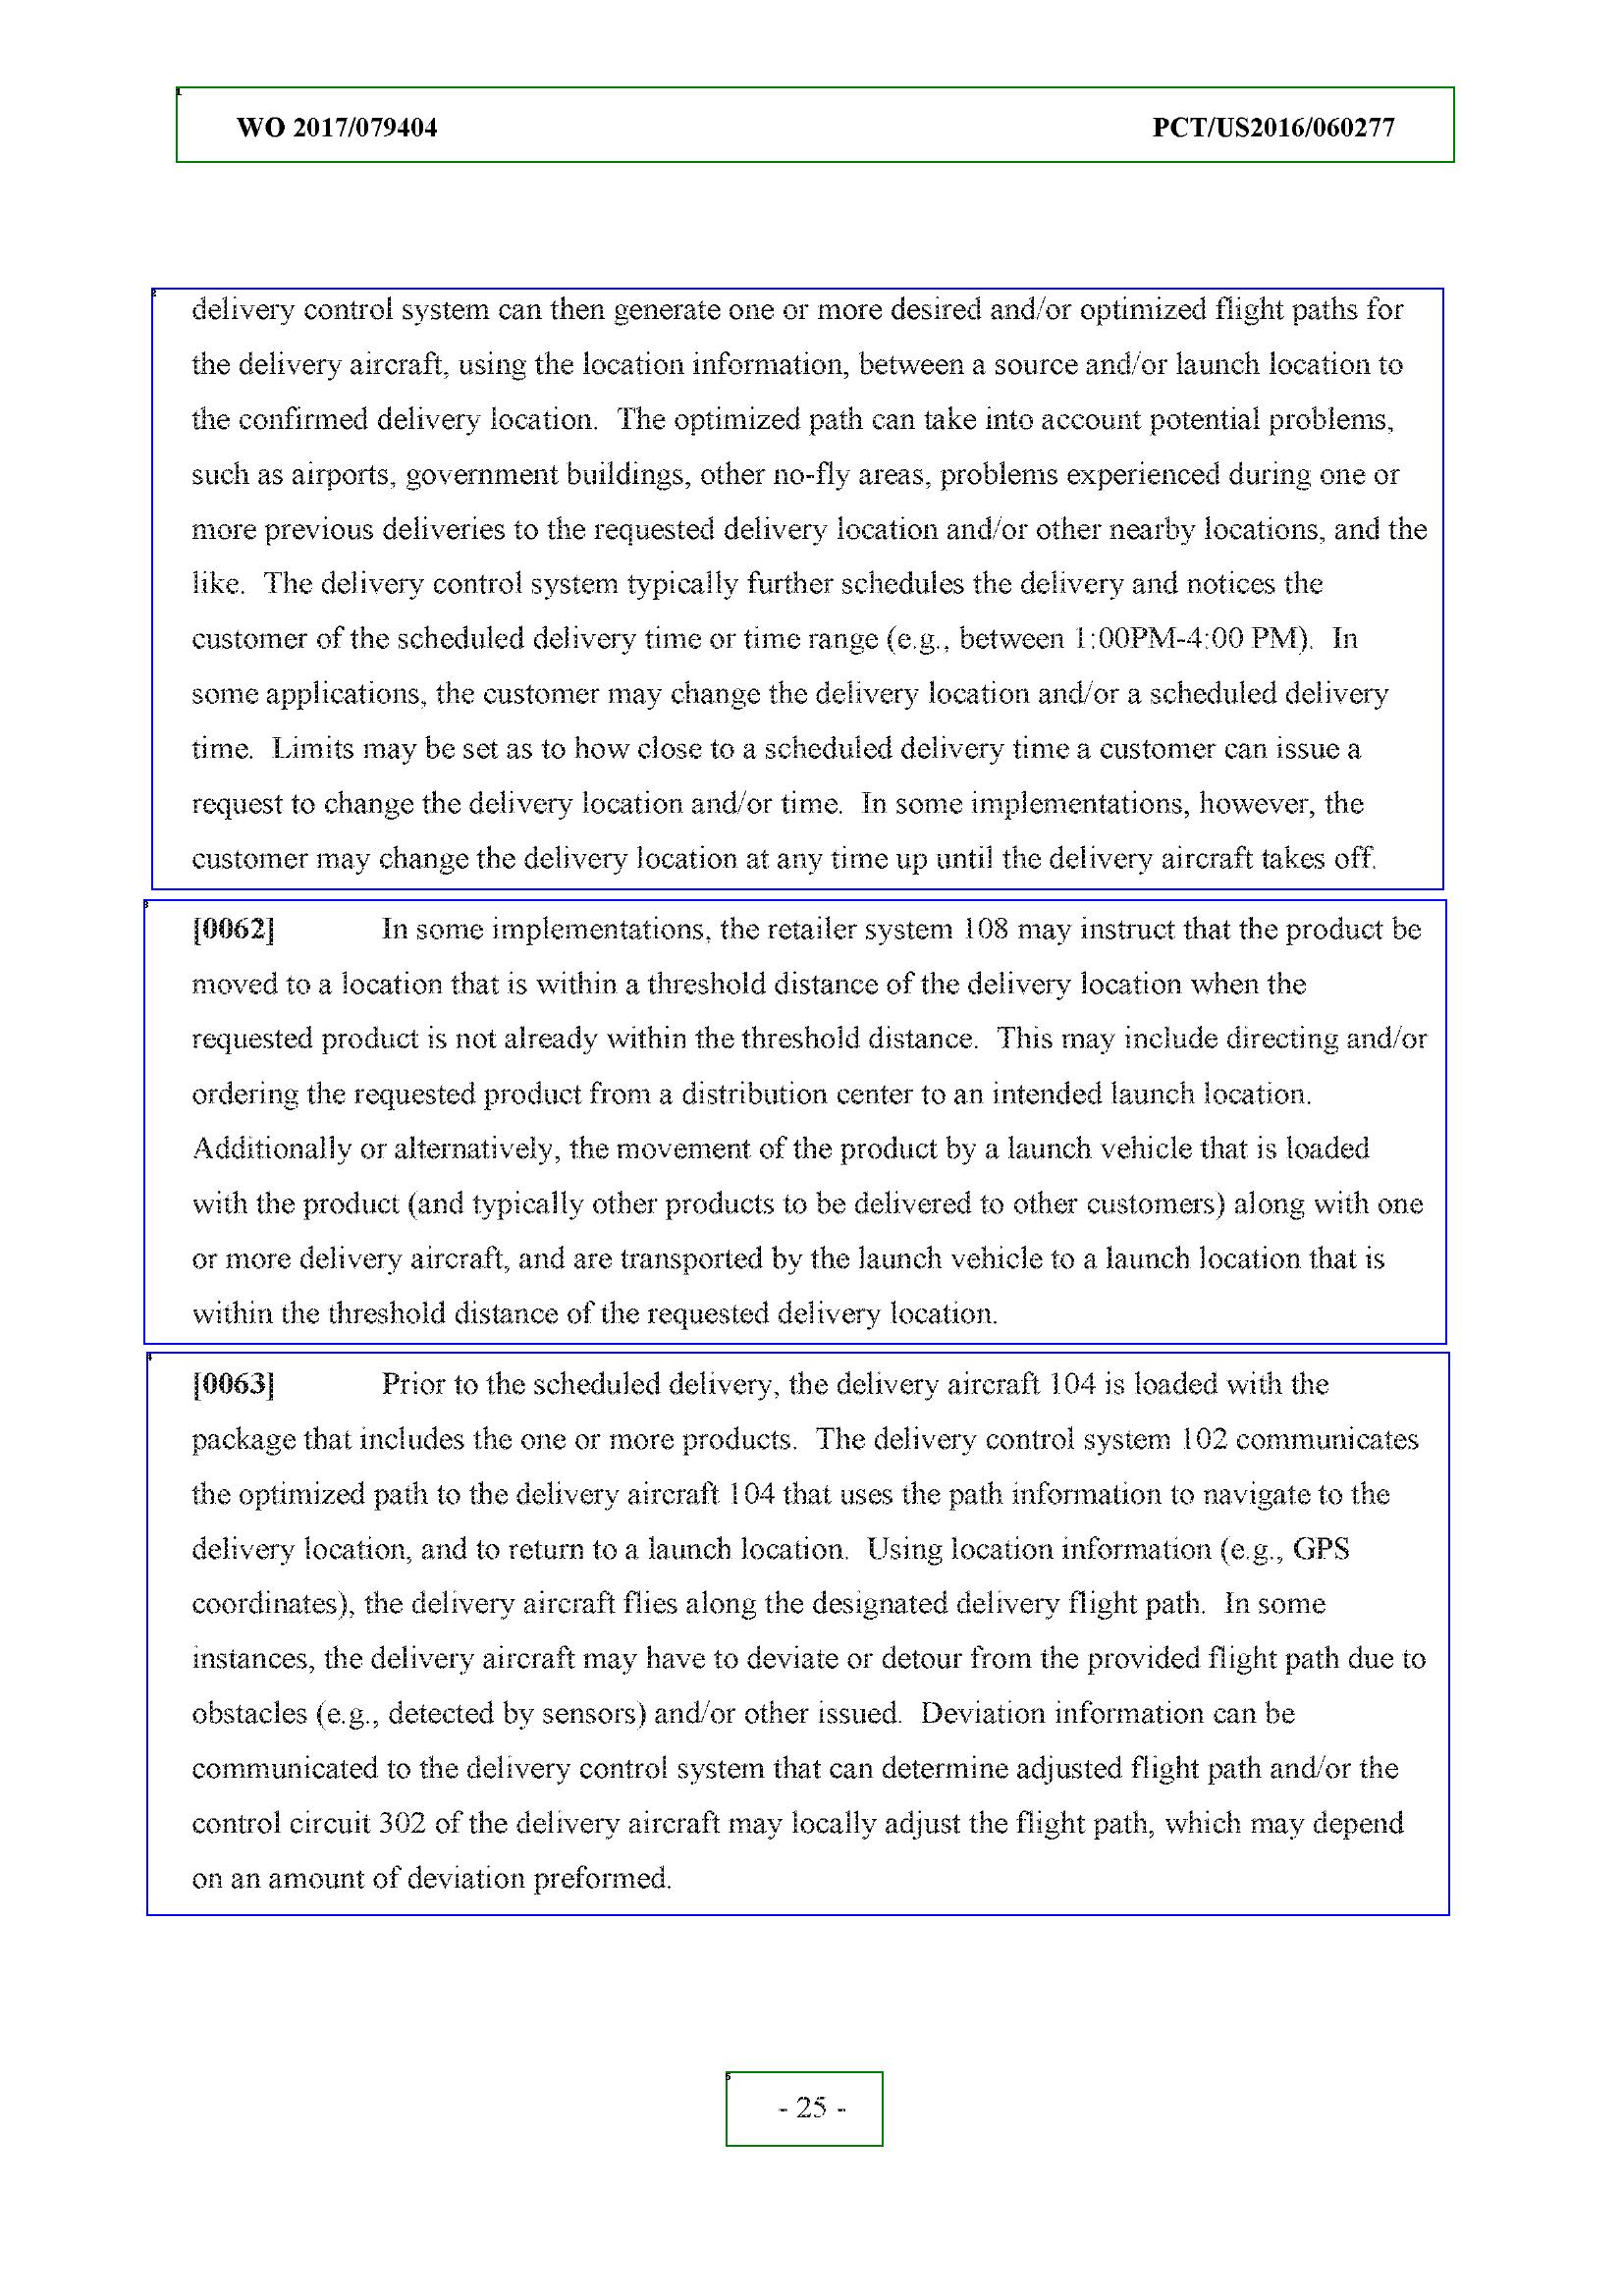 WO 2017/079404 PCT/US2016/060277
delivery control system can then generate one or more desired and/or optimized flight paths for
the delivery aircraft, using the location information, between a source and/or launch location to
the confirmed delivery location.  The optimized path can take into account potential problems,
such as airports, government buildings, other no-fly areas, problems experienced during one or
more previous deliveries to the requested delivery location and/or other nearby locations, and the
like.  The delivery control system typically further schedules the delivery and notices the
customer of the scheduled delivery time or time range (e.g., between 1:00PM-4:00 PM).  In
some applications, the customer may change the delivery location and/or a scheduled delivery
time.  Limits may be set as to how close to a scheduled delivery time a customer can issue a
request to change the delivery location and/or time.  In some implementations, however, the
customer may change the delivery location at any time up until the delivery aircraft takes off.
[0062] In some implementations, the retailer system 108 may instruct that the product be
moved to a location that is within a threshold distance of the delivery location when the
requested product is not already within the threshold distance.  This may include directing and/or
ordering the requested product from a distribution center to an intended launch location.
Additionally or alternatively, the movement of the product by a launch vehicle that is loaded
with the product (and typically other products to be delivered to other customers) along with one
or more delivery aircraft, and are transported by the launch vehicle to a launch location that is
within the threshold distance of the requested delivery location.
[0063] Prior to the scheduled delivery, the delivery aircraft 104 is loaded with the
package that includes the one or more products.  The delivery control system 102 communicates
the optimized path to the delivery aircraft 104 that uses the path information to navigate to the
delivery location, and to return to a launch location.  Using location information (e.g., GPS
coordinates), the delivery aircraft flies along the designated delivery flight path.  In some
instances, the delivery aircraft may have to deviate or detour from the provided flight path due to
obstacles (e.g., detected by sensors) and/or other issued.  Deviation information can be
communicated to the delivery control system that can determine adjusted flight path and/or the
control circuit 302 of the delivery aircraft may locally adjust the flight path, which may depend
on an amount of deviation preformed.
- 25 -